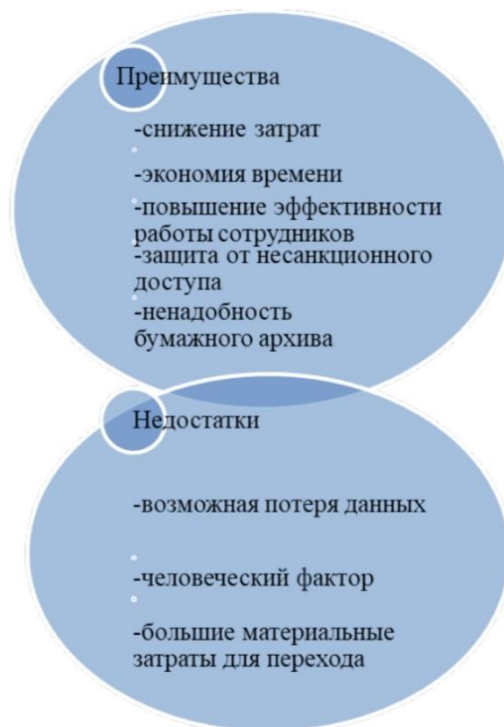 Преимущества
-снижение затрат
-экономия времени
-повышение эффективности
работы сотрудников
-защита от несанкционного
доступа
-ненадобность
бумажного архива
Недостатки
-возможная потеря данных
-человеческий фактор
-большие материальные
затраты для перехода